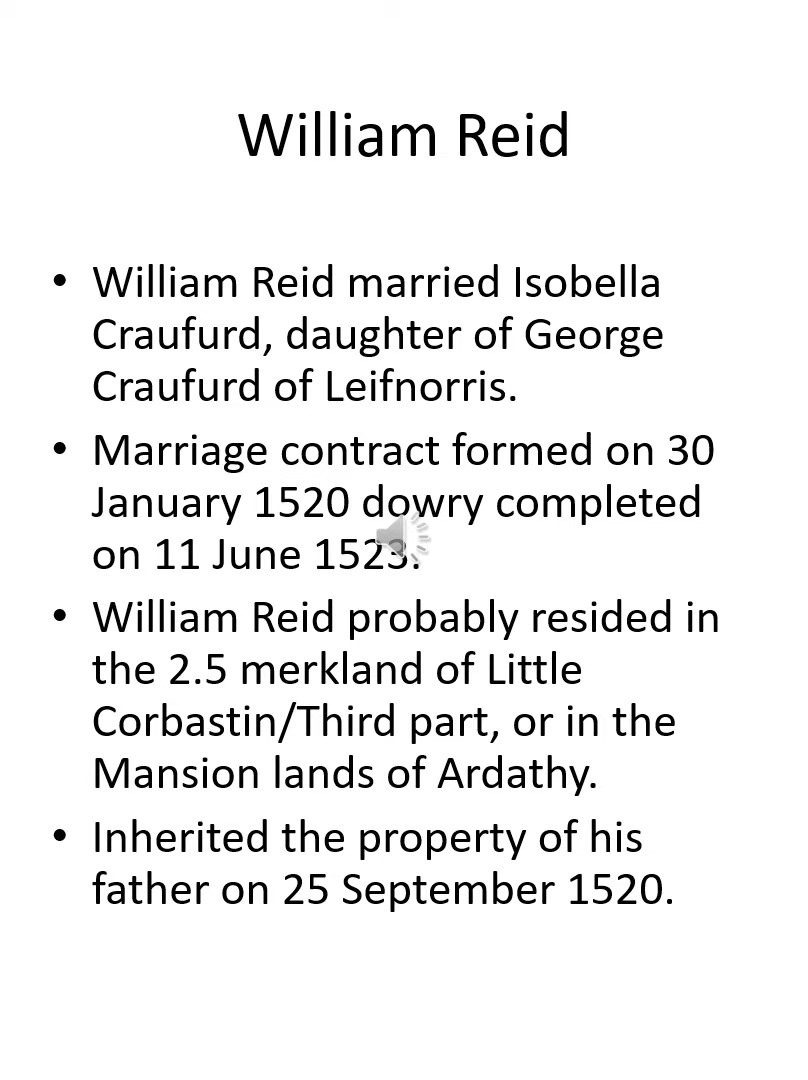 William Reid
• William Reid married Isobella
Craufurd, daughter of George
Craufurd of Leifnorris.
• Marriage contract formed on 30
January 1520 dowry completed
on 11 June 1523.
• William Reid probably resided in
the 2.5 merkland of Little
Corbastin/Third part, or in the
Mansion lands of Ardathy.
• Inherited the property of his
father on 25 September 1520.